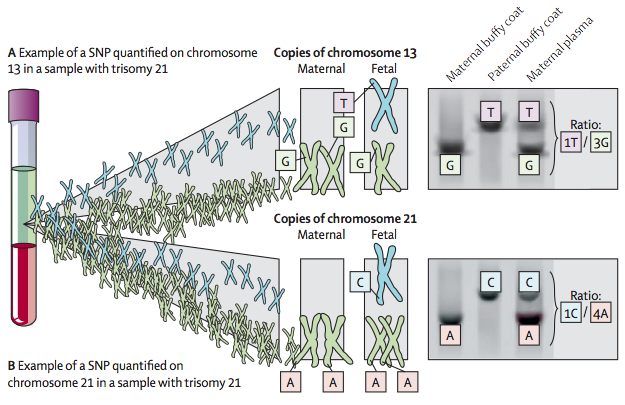 A Example of a SNP quantified on chromosome
13 in a sample with trisomy 21
Copies of chromosome 13
Maternal
Fetal
T
G
G
G
Maternal buffy coat
Paternal buffy coat
Maternal plasma
T
T
G
G
Ratio:
1T / 3G
Copies of chromosome 21
Maternal
Fetal
C
A
A
A
A
C
C
A
A
Ratio:
1C / 4A
B Example of a SNP quantified on
chromosome 21 in a sample with trisomy 21